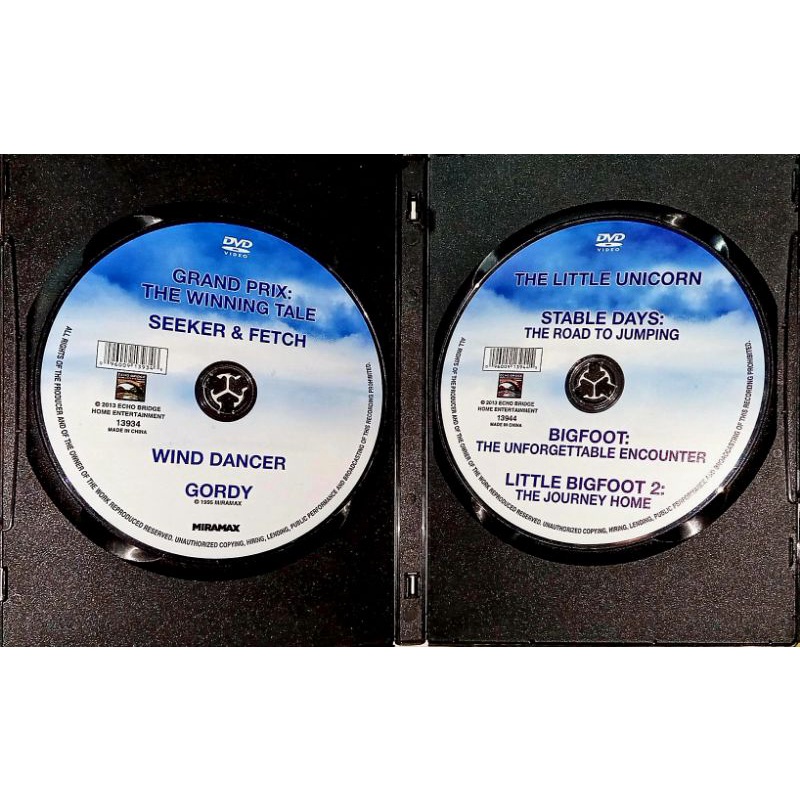 DVD
VIDEO
GRAND PRIX:
THE WINNING TALE
SEEKER & FETCH
© 2013 ECHO BRIDGE
HOME ENTERTAINMENT
13934
MADE IN CHINA
WIND DANCER
GORDY
© 1995 MIRAMAX
MIRAMAX
ALL RIGHTS OF THE PRODUCER AND OF THE OWNER OF THE WORK REPRODUCED RESERVED. UNAUTHORIZED COPYING, HIRING, LENDING, PUBLIC PERFORMANCE AND BROADCASTING OF THIS RECORDING PROHIBITED.
DVD
VIDEO
THE LITTLE UNICORN
STABLE DAYS:
THE ROAD TO JUMPING
© 2013 ECHO BRIDGE
HOME ENTERTAINMENT
13944
MADE IN CHINA
BIGFOOT:
THE UNFORGETTABLE ENCOUNTER
LITTLE BIGFOOT 2:
THE JOURNEY HOME
ALL RIGHTS OF THE PRODUCER AND OF THE OWNER OF THE WORK REPRODUCED RESERVED. UNAUTHORIZED COPYING, HIRING, LENDING, PUBLIC PERFORMANCE AND BROADCASTING OF THIS RECORDING PROHIBITED.